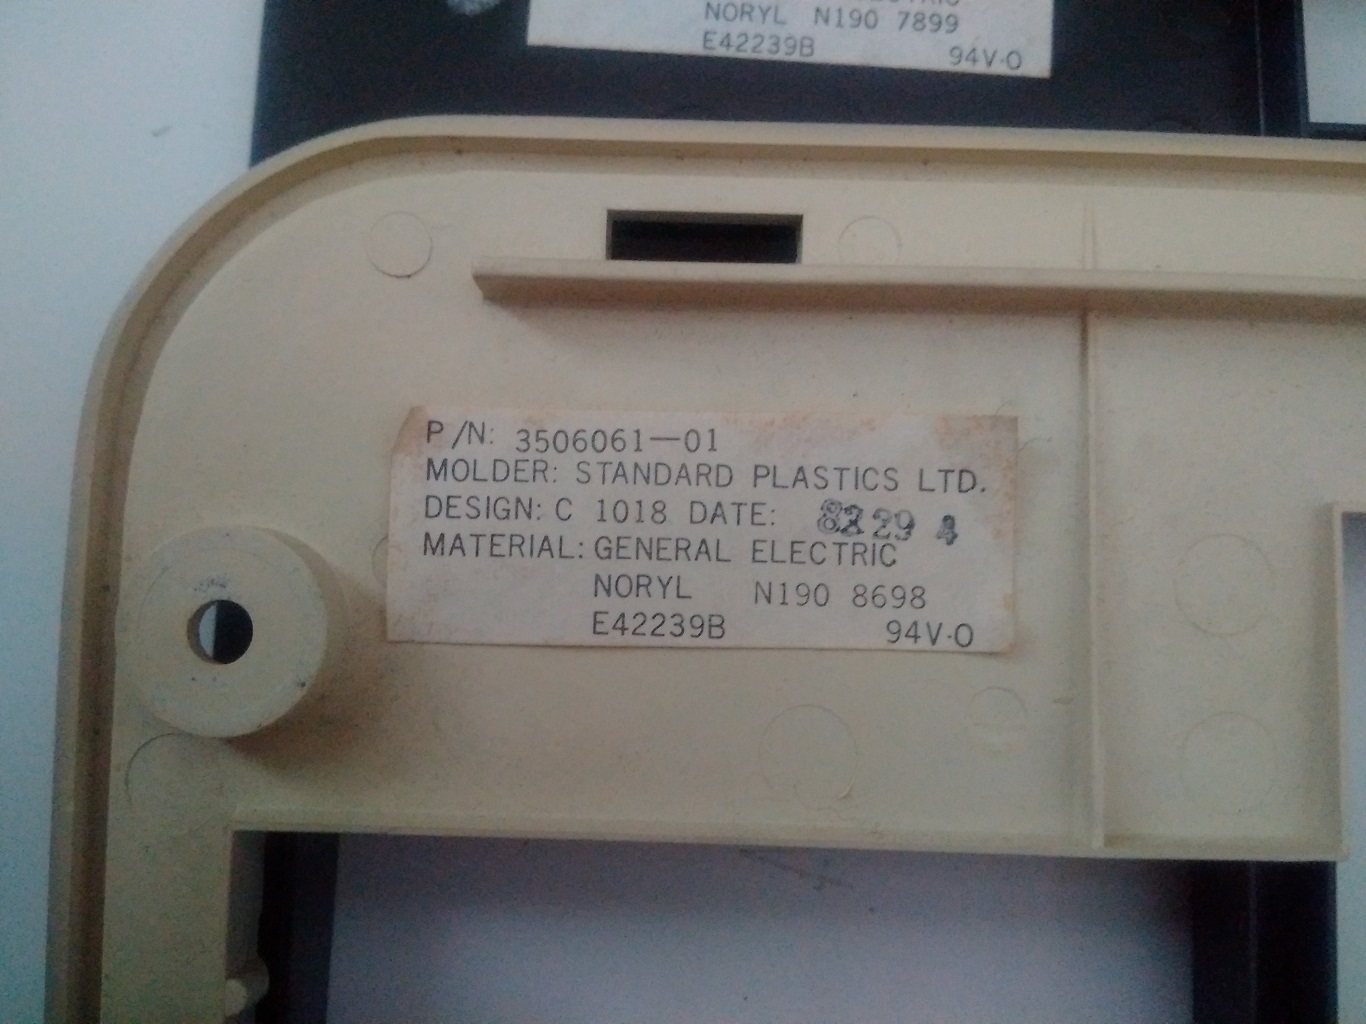 NORYL N190 7899
E42239B 94V-0
P/N: 3506061-01
MOLDER: STANDARD PLASTICS LTD.
DESIGN: C 1018 DATE: 29 4
MATERIAL: GENERAL ELECTRIC
NORYL N190 8698
E42239B 94V-0